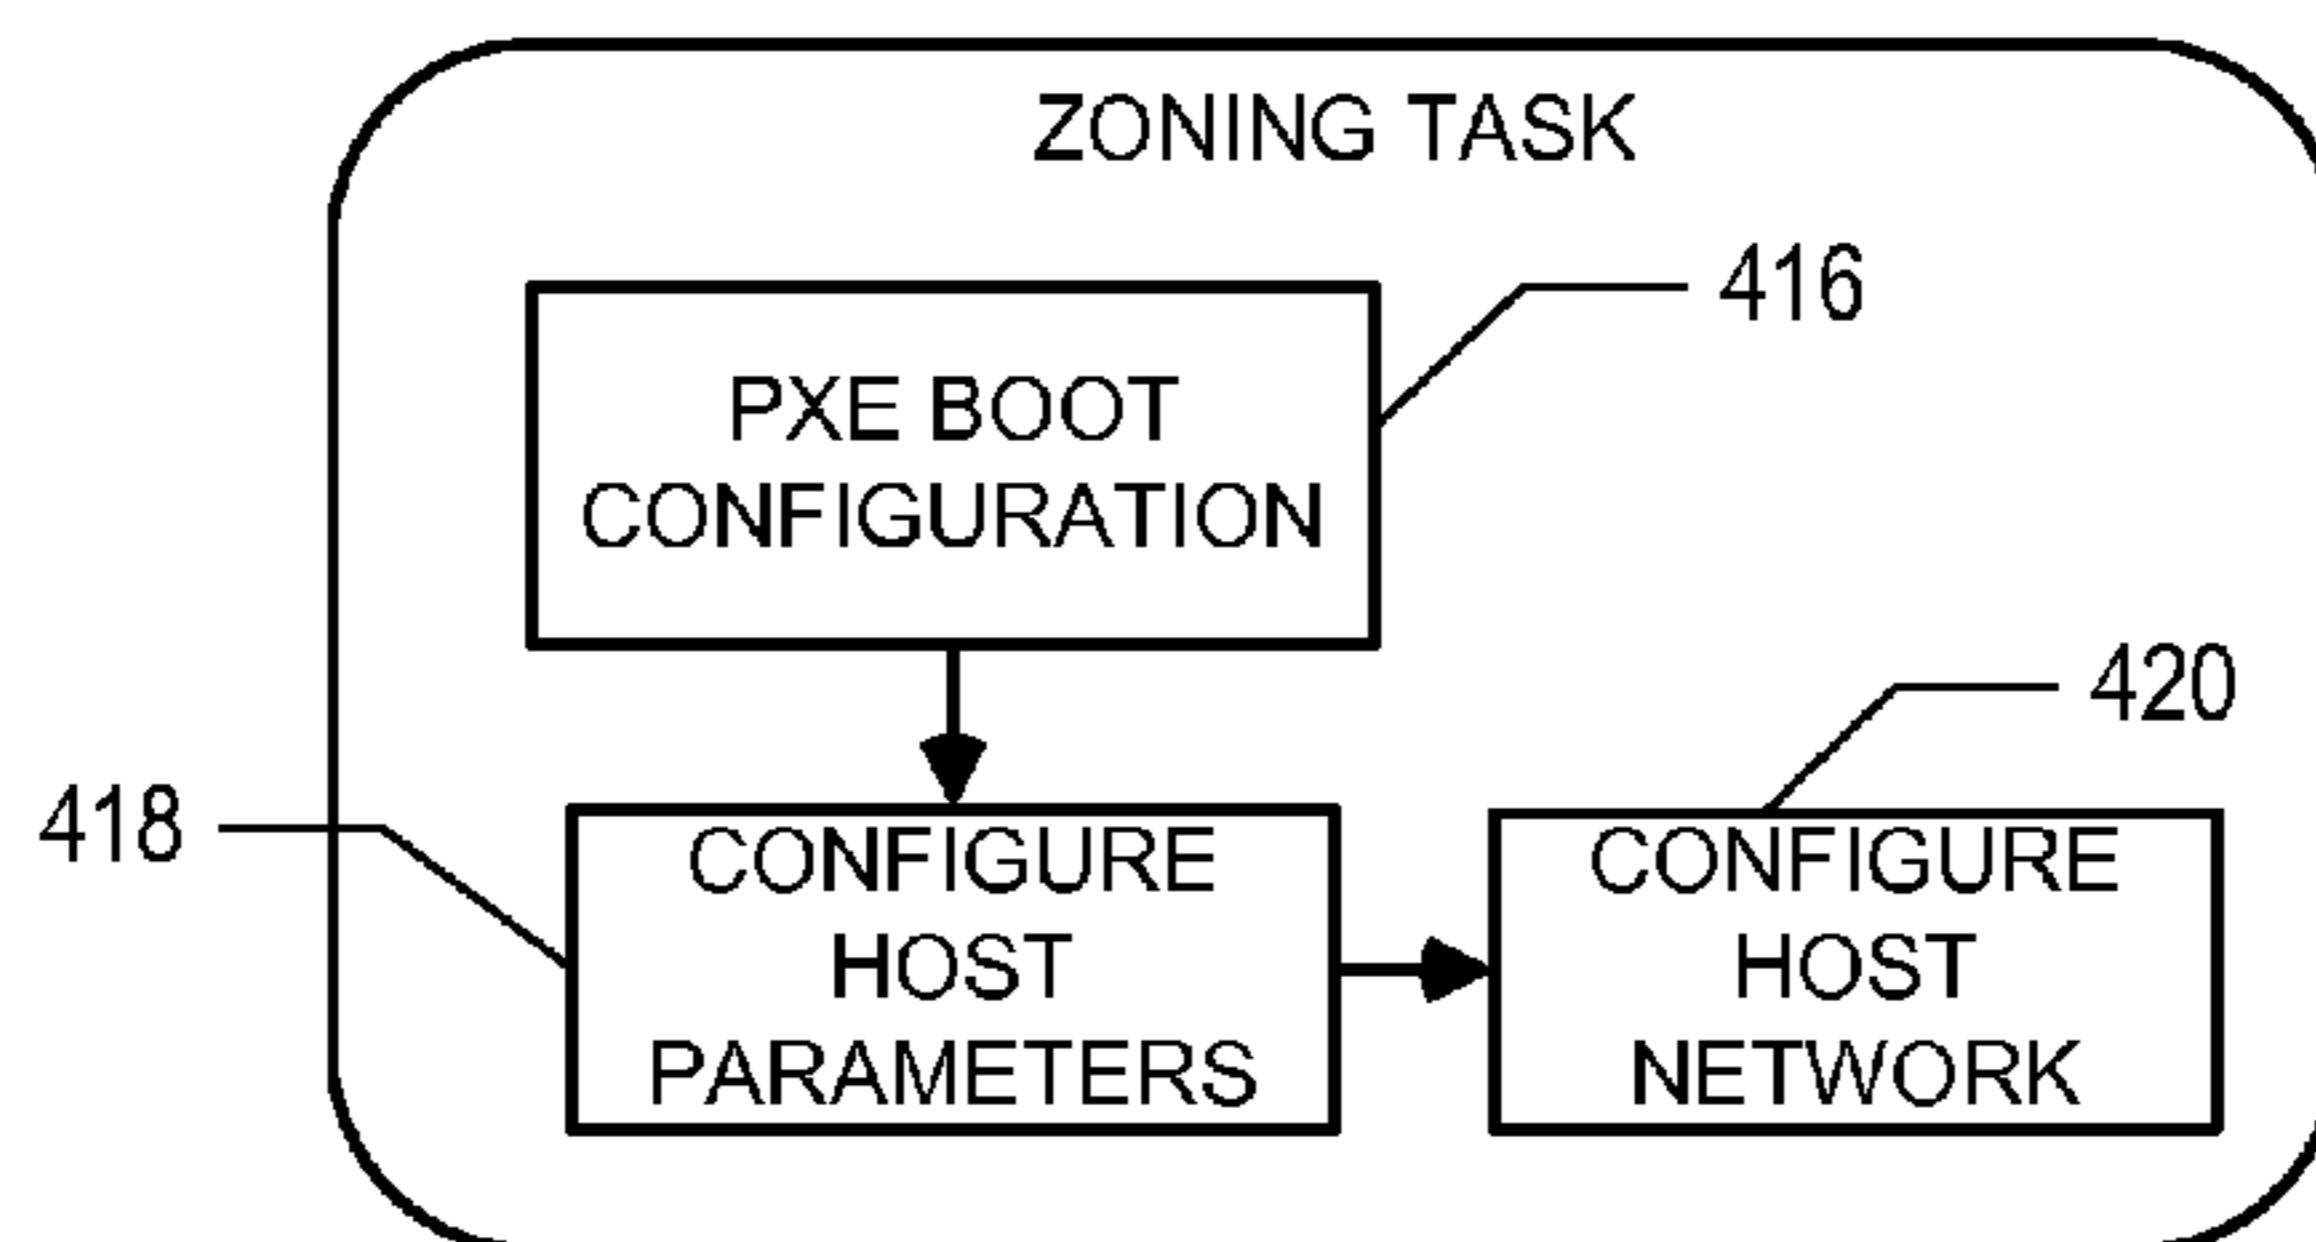 ZONING TASK
416
PXE BOOT
CONFIGURATION
420
418
CONFIGURE
HOST
PARAMETERS
CONFIGURE
HOST
NETWORK